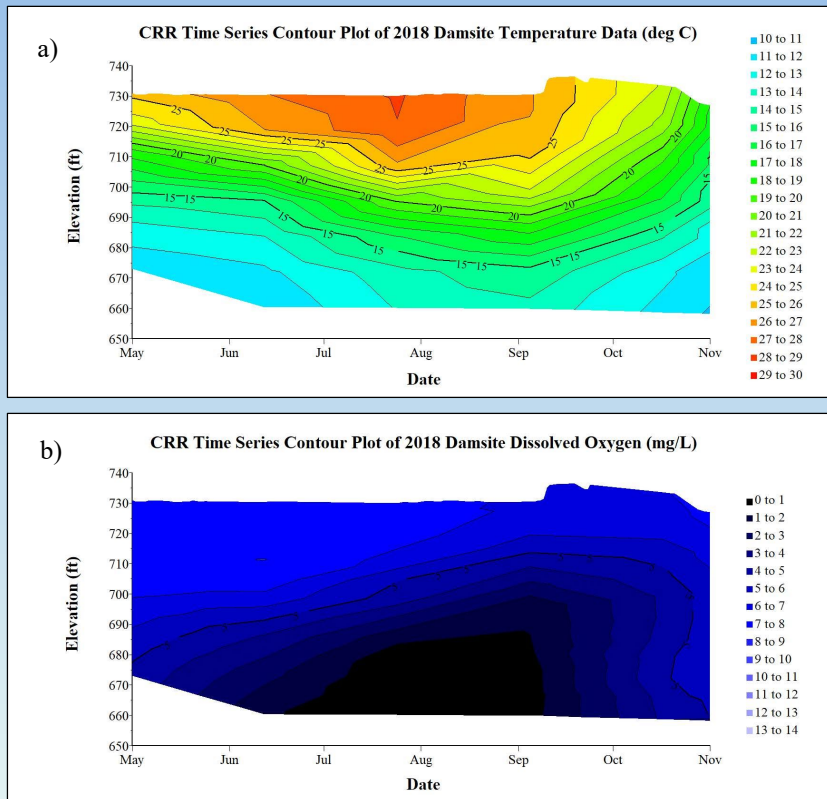 a)
CRR Time Series Contour Plot of 2018 Damsite Temperature Data (deg C)
740
730
720
710
700
690
680
670
660
650
Elevation (ft)
25
25
25
25
25
25
20
20
20
20
20
20
15
15
15
15
15
15
15
15
15
15
May
Jun
Jul
Aug
Sep
Oct
Nov
Date
10 to 11
11 to 12
12 to 13
13 to 14
14 to 15
15 to 16
16 to 17
17 to 18
18 to 19
19 to 20
20 to 21
21 to 22
22 to 23
23 to 24
24 to 25
25 to 26
26 to 27
27 to 28
28 to 29
29 to 30
b)
CRR Time Series Contour Plot of 2018 Damsite Dissolved Oxygen (mg/L)
740
730
720
710
700
690
680
670
660
650
Elevation (ft)
May
Jun
Jul
Aug
Sep
Oct
Nov
Date
0 to 1
1 to 2
2 to 3
3 to 4
4 to 5
5 to 6
6 to 7
7 to 8
8 to 9
9 to 10
10 to 11
11 to 12
12 to 13
13 to 14